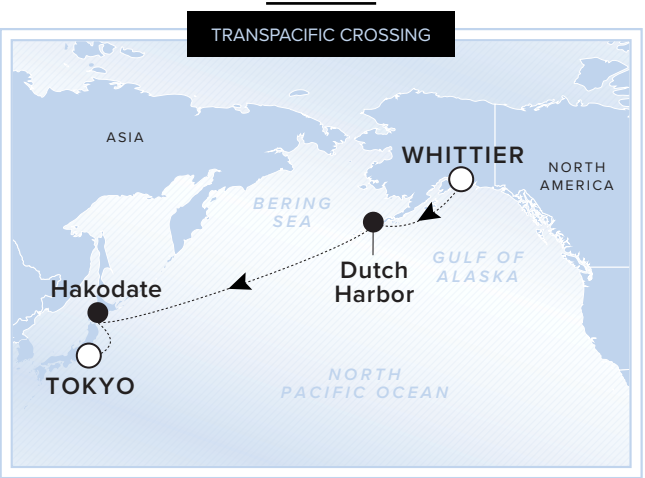 TRANSPACIFIC CROSSING
ASIA
WHITTIER
NORTH
AMERICA
BERING
SEA
GULF OF
ALASKA
Dutch
Harbor
Hakodate
TOKYO
NORTH
PACIFIC OCEAN